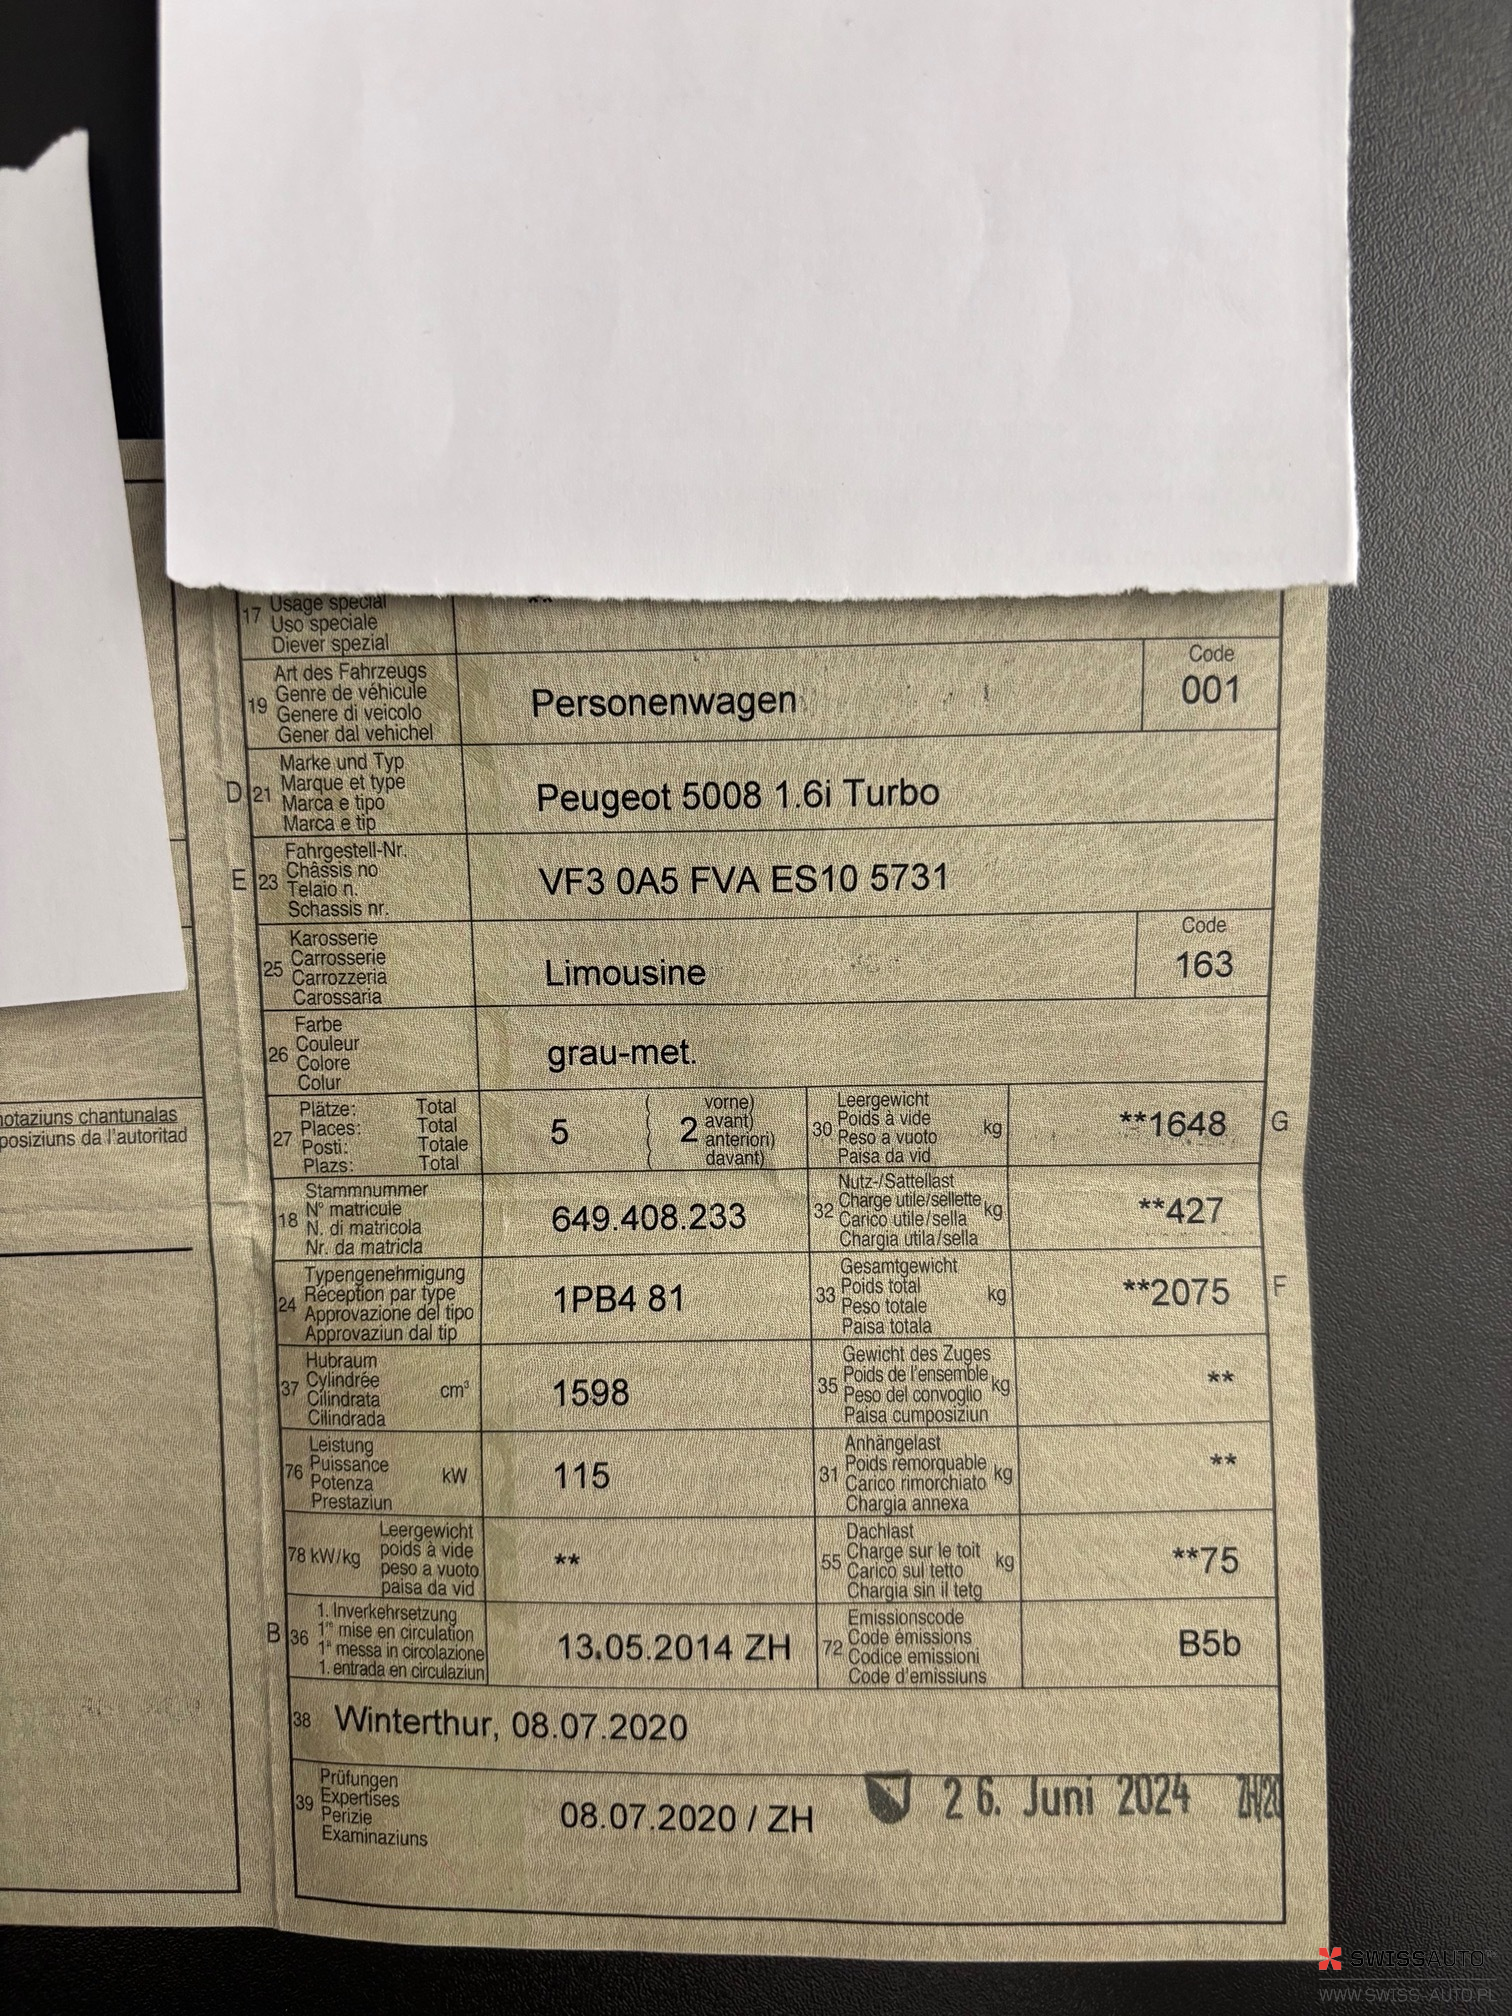 17 Usage spécial **
Uso speciale
Diever spezial
19 Art des Fahrzeugs
Genre de véhicule
Genere di veicolo
Gener dal vehichel
Personenwagen
Code
001
D 21 Marke und Typ
Marque et type
Marca e tipo
Marca e tip
Peugeot 5008 1.6i Turbo
E 23 Fahrgestell-Nr.
Châssis no
Telaio n.
Schassis nr.
VF3 0A5 FVA ES10 5731
25 Karosserie
Carrosserie
Carrozzeria
Carossaria
Limousine
Code
163
26 Farbe
Couleur
Colore
Colur
grau-met.
27 Plätze: Total
Places: Total
Posti: Totale
Plazs: Total
5
( vorne)
( 2 avant)
( anteriori)
( davant)
30 Leergewicht
Poids à vide
Peso a vuoto
Paisa da vid
kg
**1648 G
18 Stammnummer
N° matricule
N. di matricola
Nr. da matricla
649.408.233
32 Nutz-/Sattellast
Charge utile/sellette
Carico utile/sella
Chargia utila/sella
kg
**427
24 Typengenehmigung
Réception par type
Approvazione del tipo
Approvaziun dal tip
1PB4 81
33 Gesamtgewicht
Poids total
Peso totale
Paisa totala
kg
**2075 F
37 Hubraum
Cylindrée
Cilindrata
Cilindrada
cm³
1598
35 Gewicht des Zuges
Poids de l'ensemble
Peso del convoglio
Paisa cumposiziun
kg
**
76 Leistung
Puissance
Potenza
Prestaziun
kW
115
31 Anhängelast
Poids remorquable
Carico rimorchiato
Chargia annexa
kg
**
78 kW/kg
Leergewicht
poids à vide
peso a vuoto
paisa da vid
**
55 Dachlast
Charge sur le toit
Carico sul tetto
Chargia sin il tetg
kg
**75
B 36 1. Inverkehrsetzung
1re mise en circulation
1a messa in circolazione
1. entrada en circulaziun
13.05.2014 ZH
72 Emissionscode
Code émissions
Codice emissioni
Code d'emissiuns
B5b
38 Winterthur, 08.07.2020
39 Prüfungen
Expertises
Perizie
Examinaziuns
08.07.2020 / ZH
26. Juni 2024 ZH/20
notaziuns chantunalas
posiziuns da l'autoritad
SWISSAUTO
WWW.SWISS-AUTO.PL